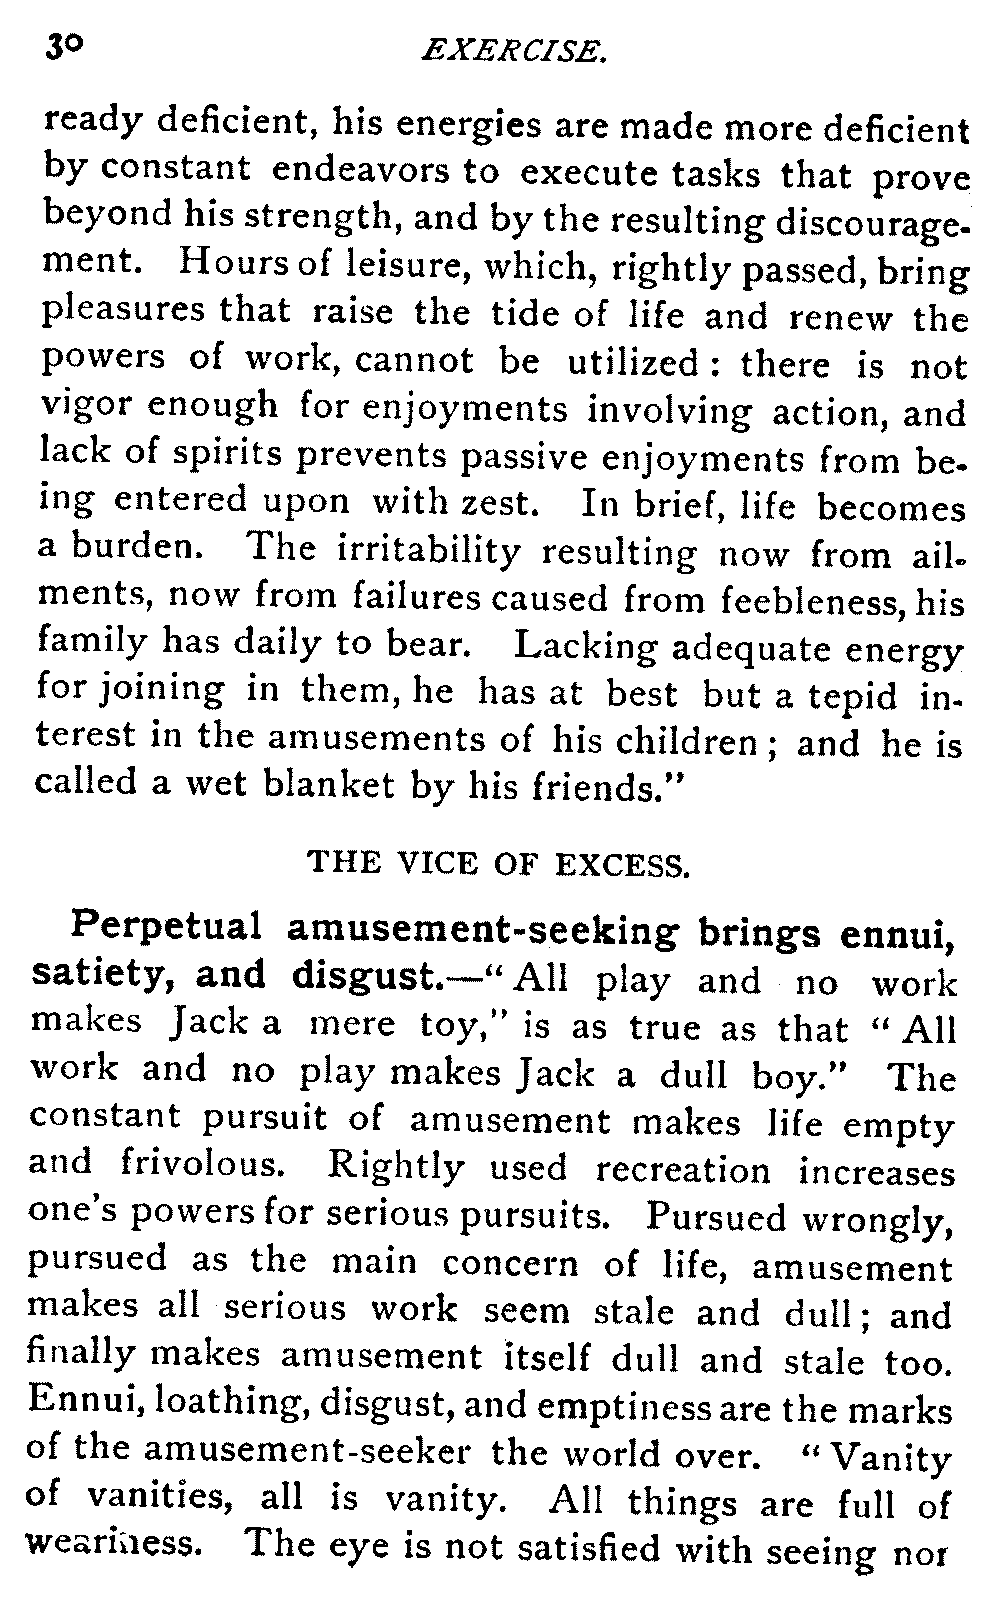 30 EXERCISE.
ready deficient, his energies are made more deficient
by constant endeavors to execute tasks that prove
beyond his strength, and by the resulting discourage-
ment. Hours of leisure, which, rightly passed, bring
pleasures that raise the tide of life and renew the
powers of work, cannot be utilized : there is not
vigor enough for enjoyments involving action, and
lack of spirits prevents passive enjoyments from be-
ing entered upon with zest. In brief, life becomes
a burden. The irritability resulting now from ail-
ments, now from failures caused from feebleness, his
family has daily to bear. Lacking adequate energy
for joining in them, he has at best but a tepid in-
terest in the amusements of his children ; and he is
called a wet blanket by his friends."
THE VICE OF EXCESS.
Perpetual amusement-seeking brings ennui,
satiety, and disgust.—" All play and no work
makes Jack a mere toy," is as true as that " All
work and no play makes Jack a dull boy." The
constant pursuit of amusement makes life empty
and frivolous. Rightly used recreation increases
one's powers for serious pursuits. Pursued wrongly,
pursued as the main concern of life, amusement
makes all serious work seem stale and dull ; and
finally makes amusement itself dull and stale too.
Ennui, loathing, disgust, and emptiness are the marks
of the amusement-seeker the world over. " Vanity
of vanities, all is vanity. All things are full of
weariness. The eye is not satisfied with seeing nor